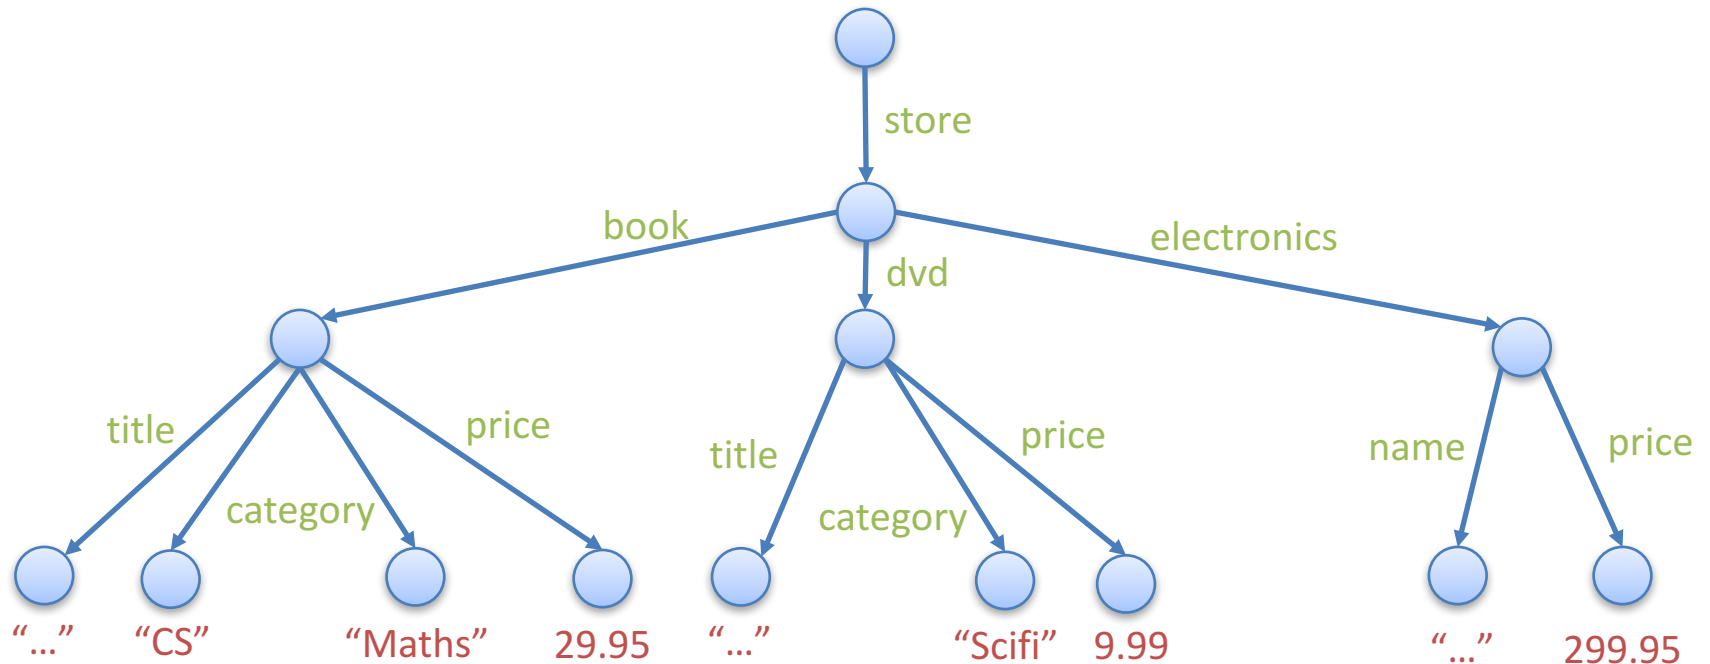 store
book
dvd
electronics
title
category
price
title
category
price
name
price
“...”
“CS”
“Maths”
29.95
“...”
“Scifi”
9.99
“...”
299.95